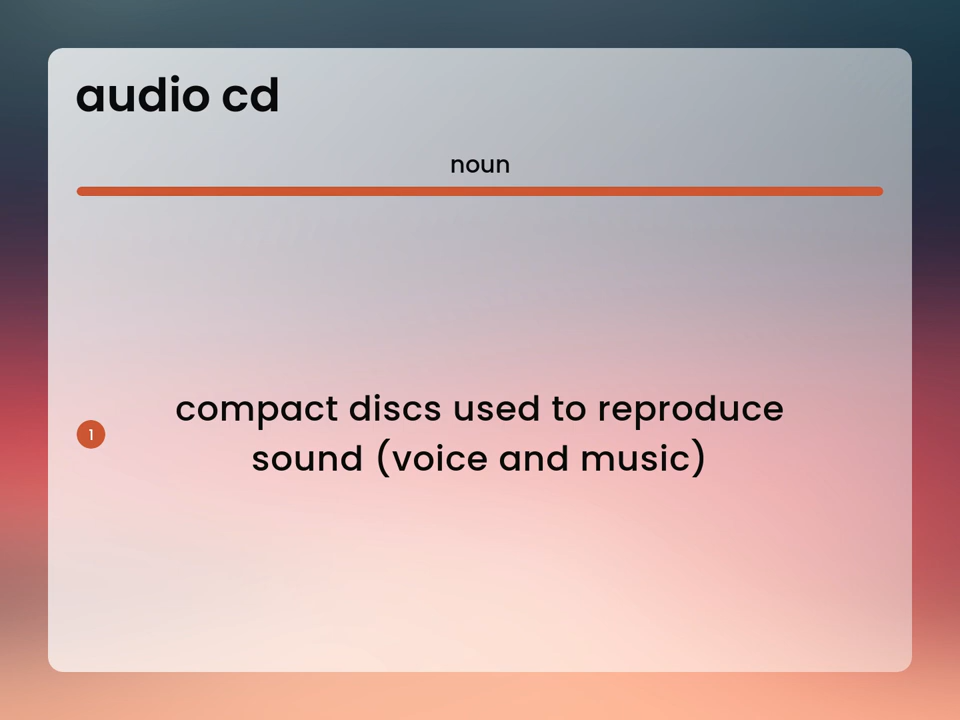 audio cd
noun
1
compact discs used to reproduce
sound (voice and music)